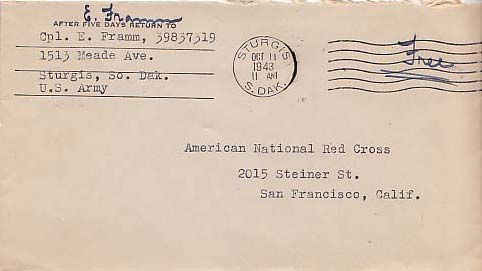 E. Framm
AFTER FIVE DAYS RETURN TO
Cpl. E. Framm, 39837319
1513 Meade Ave.
Sturgis, So. Dak.
U.S. Army
STURGIS
OCT 11
1943
11 AM
S. DAK.
Free
American National Red Cross
2015 Steiner St.
San Francisco, Calif.